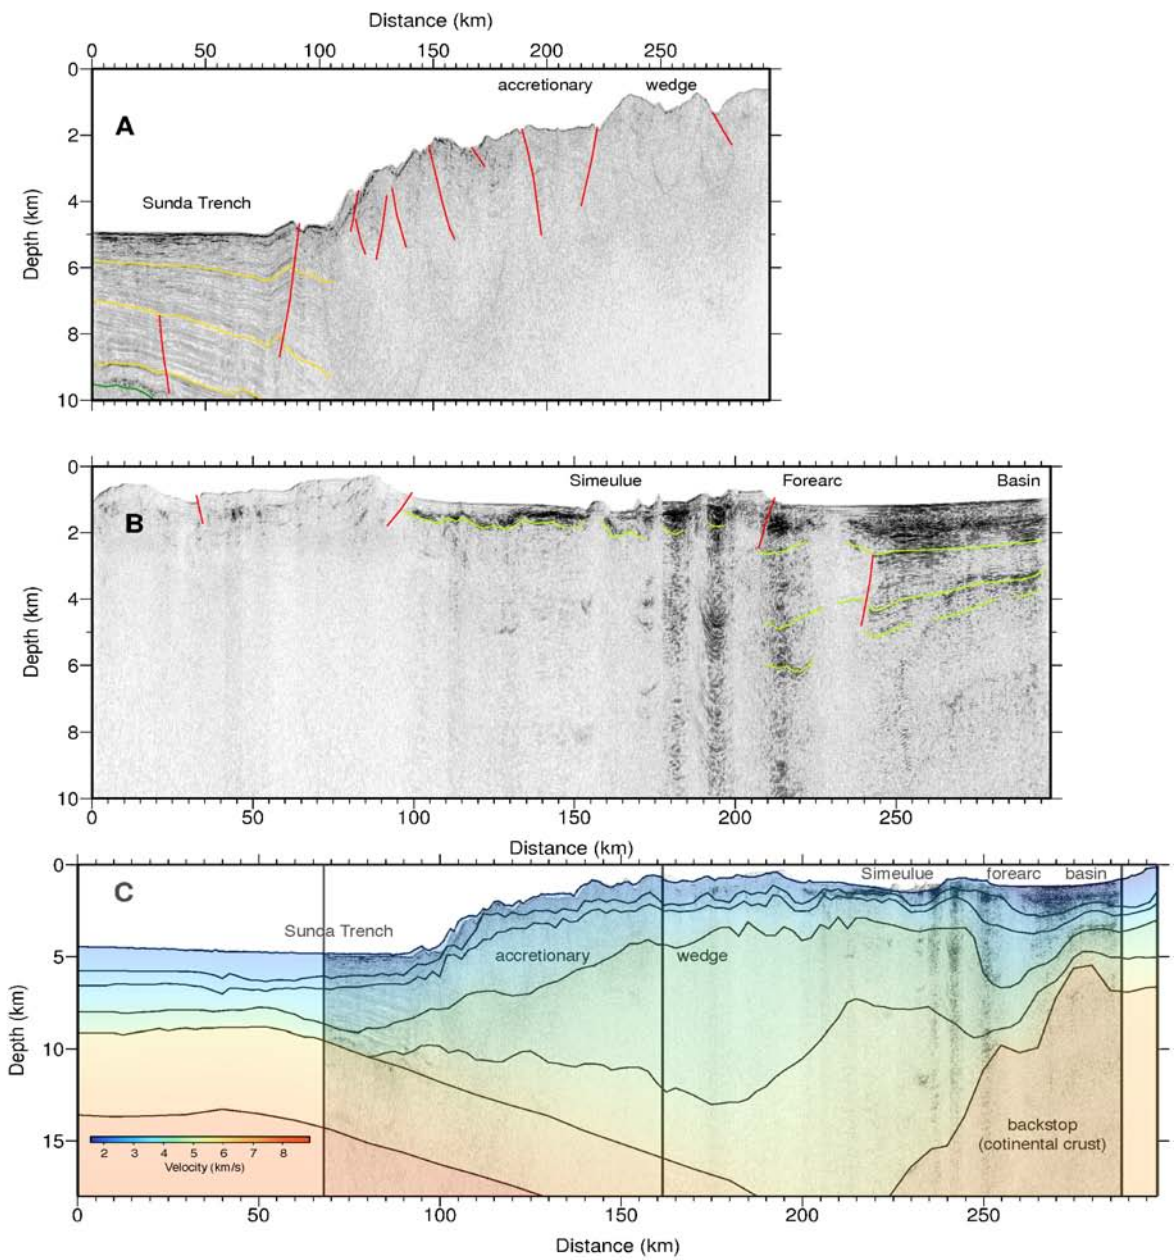 Distance (km)
0 50 100 150 200 250
0
accretionary wedge
A
2
4
Sunda Trench
Depth (km)
6
8
10
0
Simeulue Forearc Basin
B
2
4
Depth (km)
6
8
10
0 50 100 150 200 250
Distance (km)
0
C
Simeulue forearc basin
Sunda Trench
5
accretionary wedge
Depth (km)
10
backstop
(cotinental crust)
15
2 3 4 5 6 7 8
Velocity (km/s)
0 50 100 150 200 250
Distance (km)